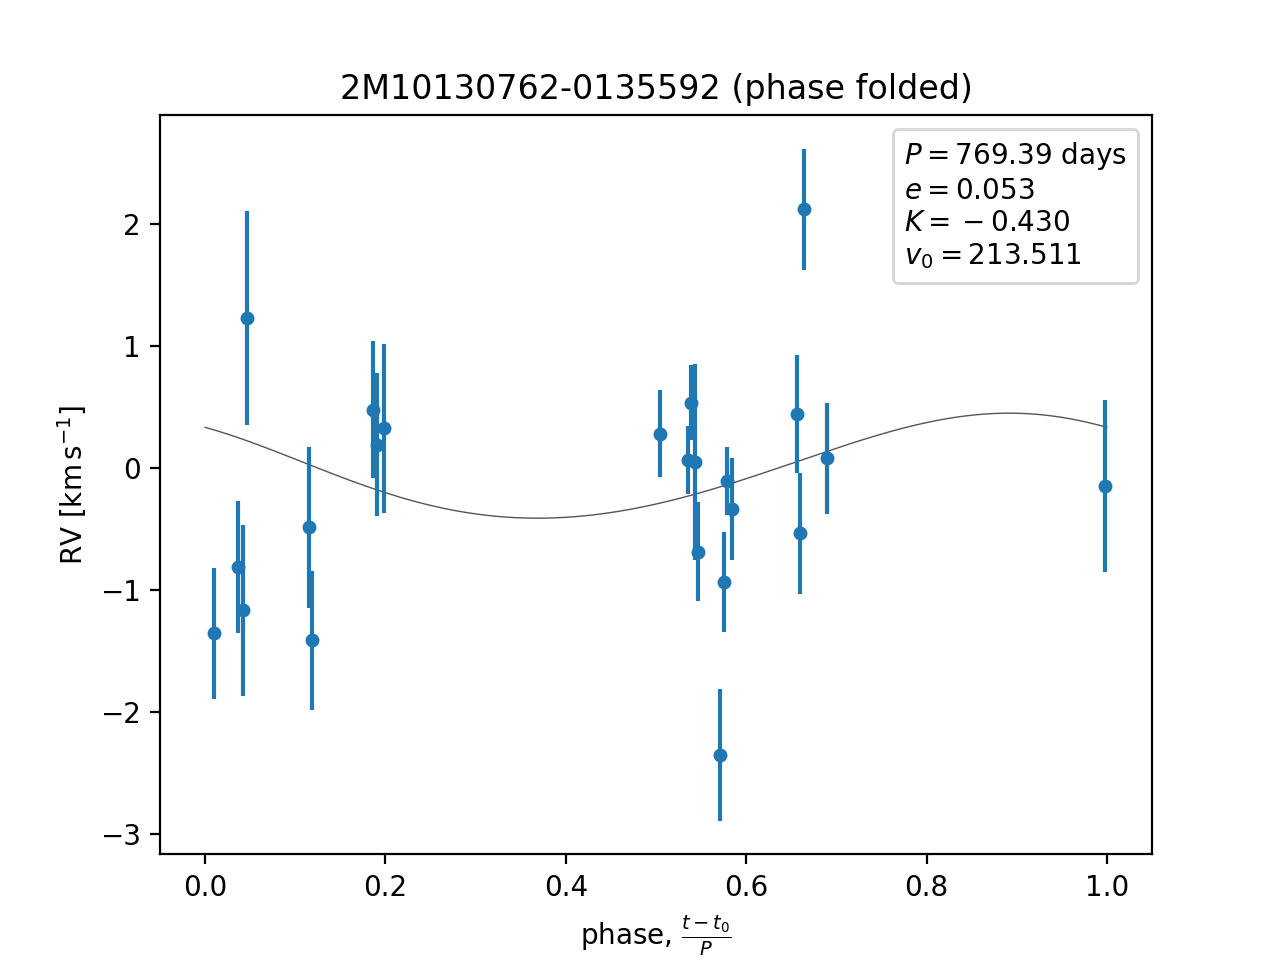 2M10130762-0135592 (phase folded)
P = 769.39 days
e = 0.053
K = −0.430
v₀ = 213.511
RV [km s⁻¹]
2
1
0
−1
−2
−3
0.0 0.2 0.4 0.6 0.8 1.0
phase, (t − t₀)/P